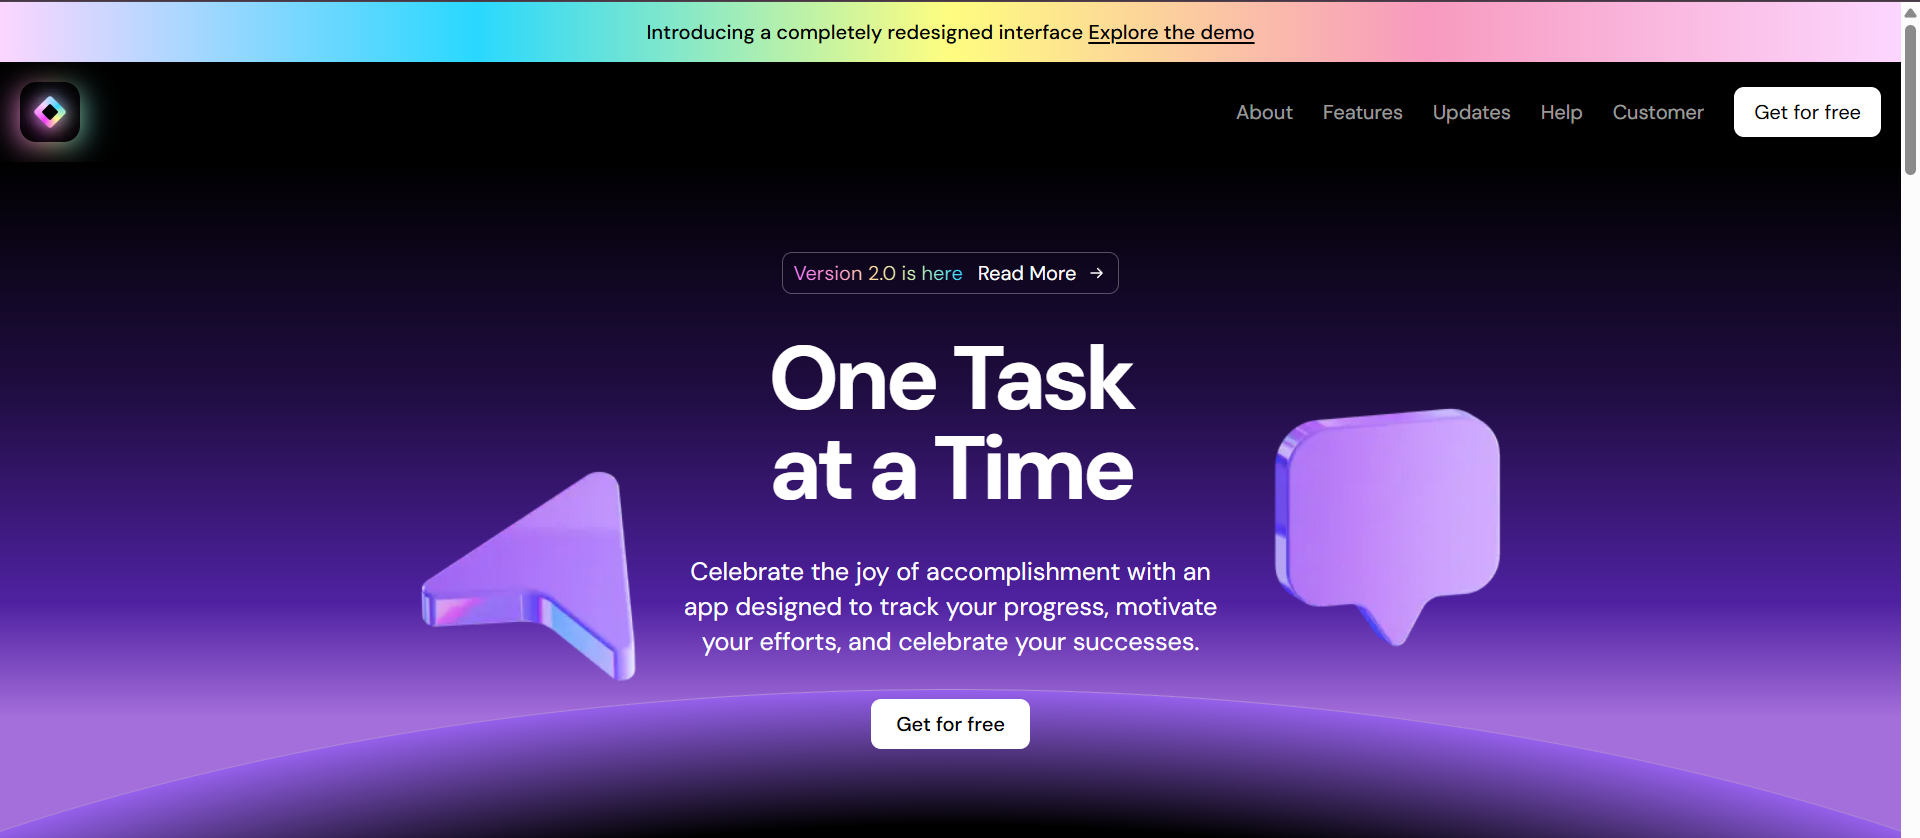 Introducing a completely redesigned interface Explore the demo
About Features Updates Help Customer Get for free
Version 2.0 is here Read More →
One Task
at a Time
Celebrate the joy of accomplishment with an
app designed to track your progress, motivate
your efforts, and celebrate your successes.
Get for free